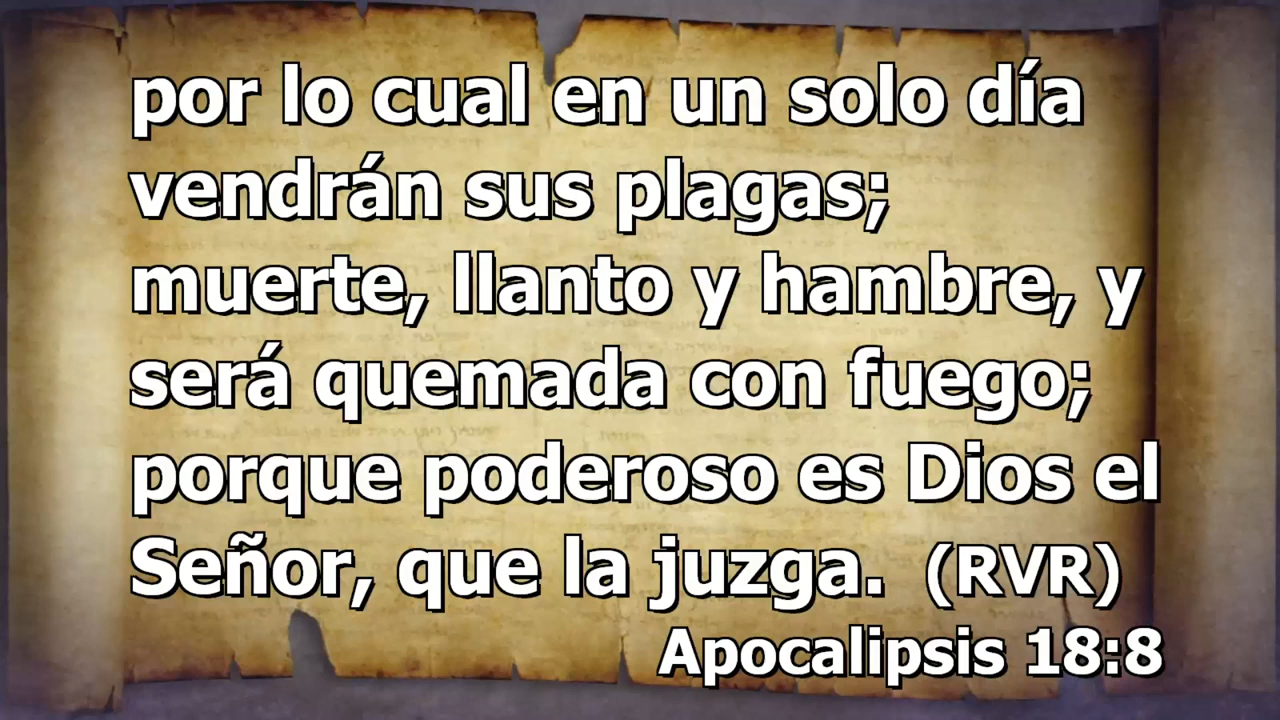 por lo cual en un solo día
vendrán sus plagas;
muerte, llanto y hambre, y
será quemada con fuego;
porque poderoso es Dios el
Señor, que la juzga. (RVR)
Apocalipsis 18:8